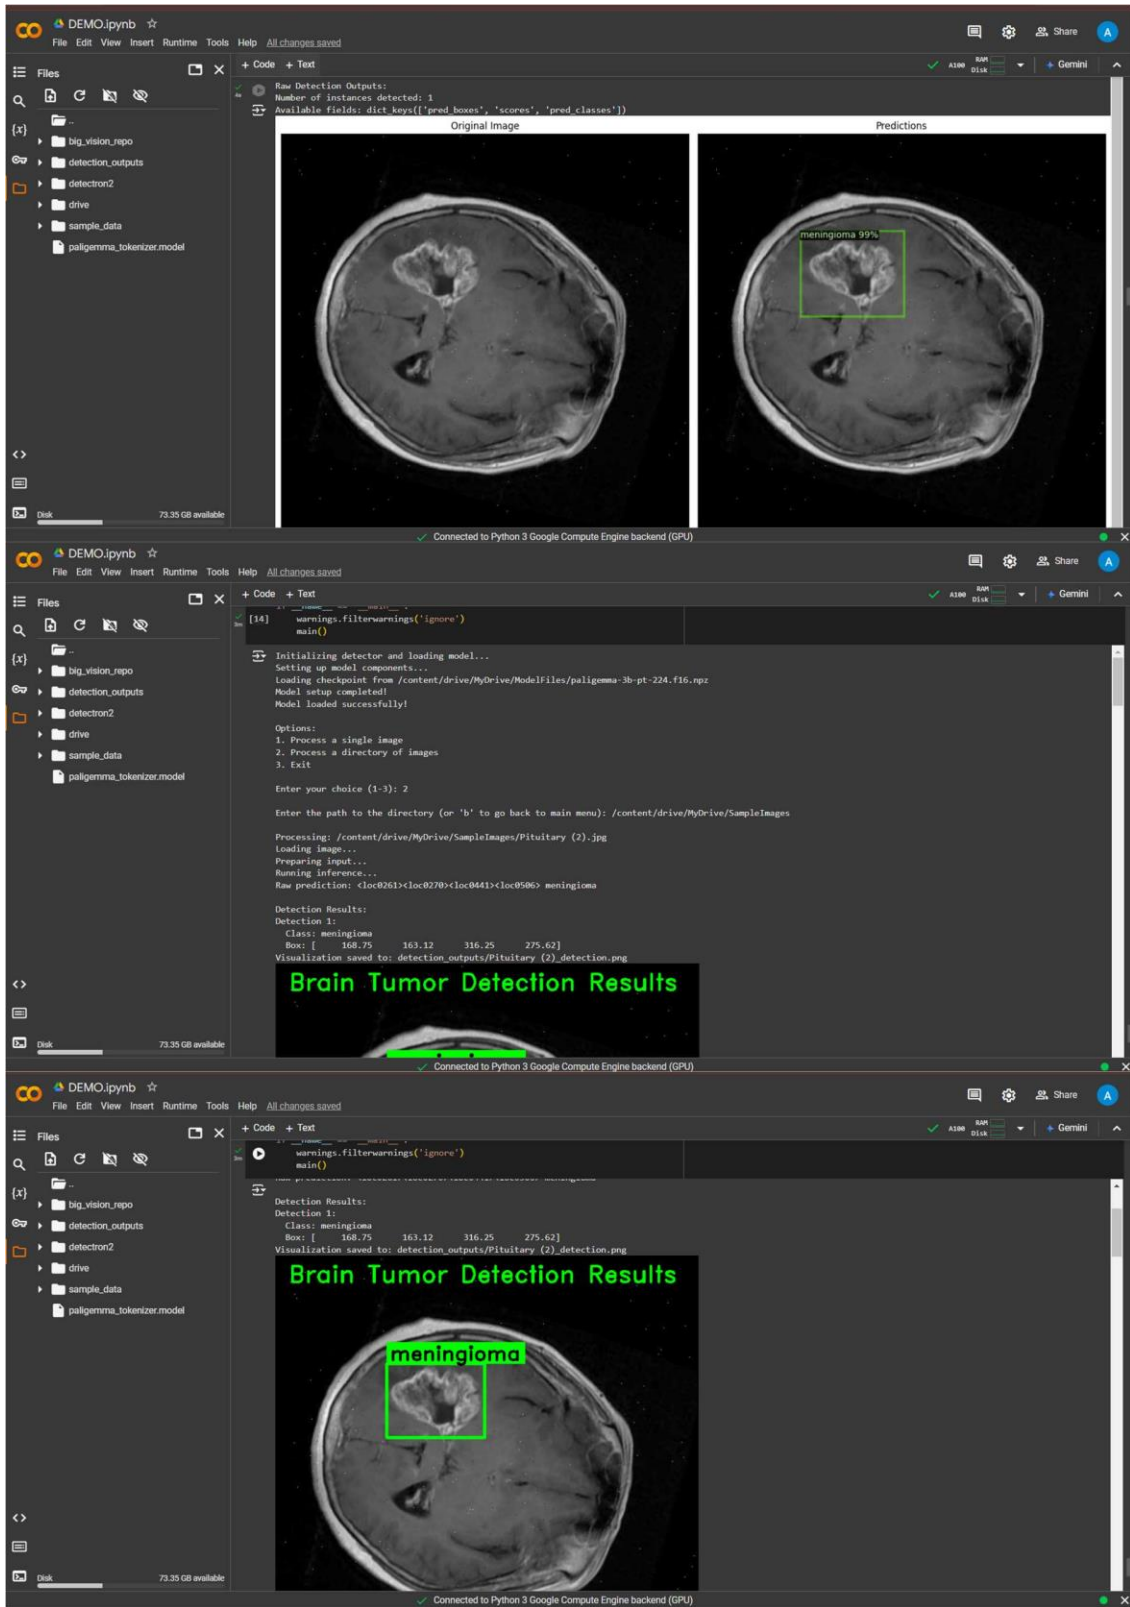 DEMO.ipynb
File Edit View Insert Runtime Tools Help All changes saved
Share
A
Files
+ Code + Text
A100 RAM Disk
Gemini
..
big_vision_repo
detection_outputs
detectron2
drive
sample_data
paligemma_tokenizer.model
{x}
Raw Detection Outputs:
Number of instances detected: 1
Available fields: dict_keys(['pred_boxes', 'scores', 'pred_classes'])
Original Image
Predictions
meningioma 99%
<>
Disk 73.35 GB available
Connected to Python 3 Google Compute Engine backend (GPU)
DEMO.ipynb
File Edit View Insert Runtime Tools Help All changes saved
Share
A
Files
+ Code + Text
A100 RAM Disk
Gemini
..
big_vision_repo
detection_outputs
detectron2
drive
sample_data
paligemma_tokenizer.model
{x}
[14]
warnings.filterwarnings('ignore')
main()
Initializing detector and loading model...
Setting up model components...
Loading checkpoint from /content/drive/MyDrive/ModelFiles/paligemma-3b-pt-224.f16.npz
Model setup completed!
Model loaded successfully!
Options:
1. Process a single image
2. Process a directory of images
3. Exit
Enter your choice (1-3): 2
Enter the path to the directory (or 'b' to go back to main menu): /content/drive/MyDrive/SampleImages
Processing: /content/drive/MyDrive/SampleImages/Pituitary (2).jpg
Loading image...
Preparing input...
Running inference...
Raw prediction: <loc0261><loc0270><loc0441><loc0506> meningioma
Detection Results:
Detection 1:
Class: meningioma
Box: [ 168.75 163.12 316.25 275.62]
Visualization saved to: detection_outputs/Pituitary (2)_detection.png
Brain Tumor Detection Results
<>
Disk 73.35 GB available
Connected to Python 3 Google Compute Engine backend (GPU)
DEMO.ipynb
File Edit View Insert Runtime Tools Help All changes saved
Share
A
Files
+ Code + Text
A100 RAM Disk
Gemini
..
big_vision_repo
detection_outputs
detectron2
drive
sample_data
paligemma_tokenizer.model
{x}
warnings.filterwarnings('ignore')
main()
Detection Results:
Detection 1:
Class: meningioma
Box: [ 168.75 163.12 316.25 275.62]
Visualization saved to: detection_outputs/Pituitary (2)_detection.png
Brain Tumor Detection Results
meningioma
<>
Disk 73.35 GB available
Connected to Python 3 Google Compute Engine backend (GPU)